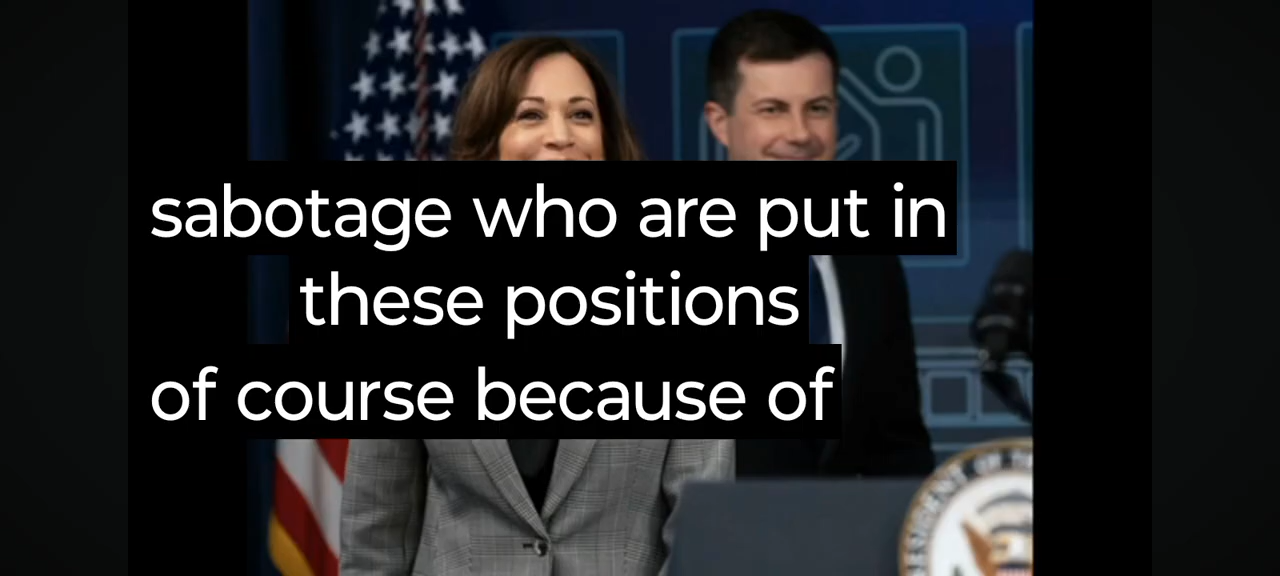 sabotage who are put in
these positions
of course because of